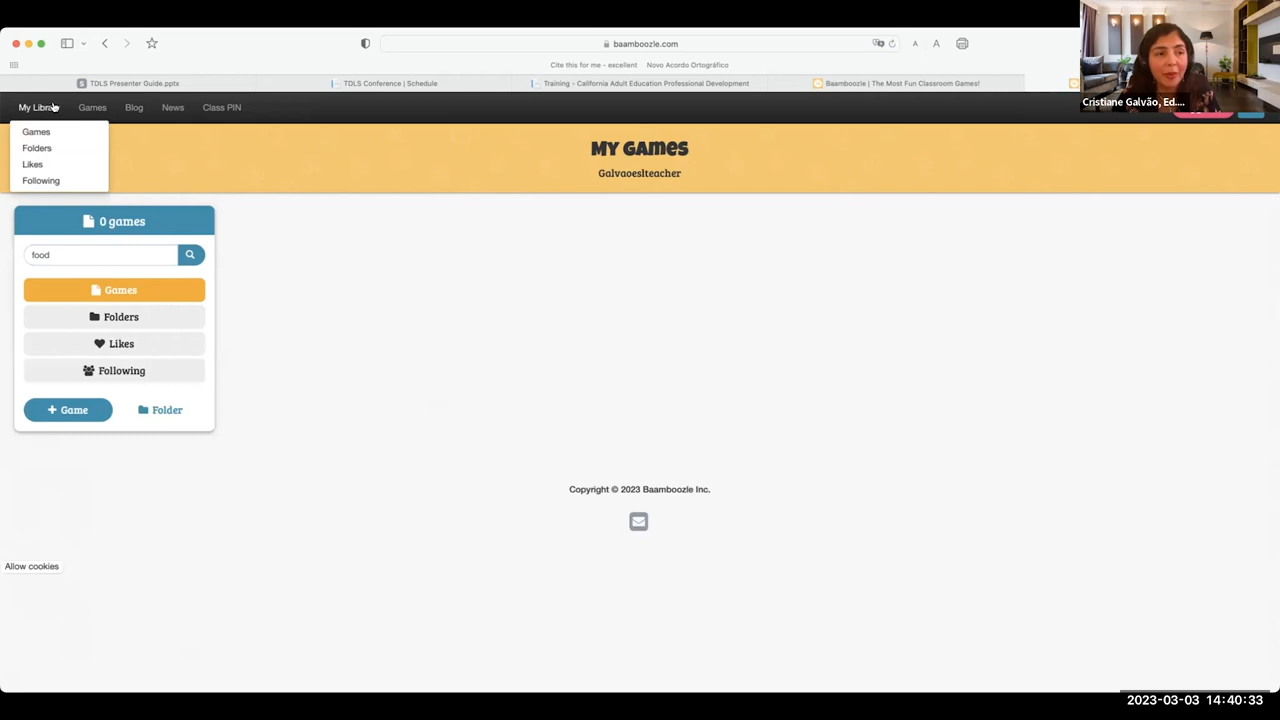 baamboozle.com
A
A
Cite this for me - excellent Novo Acordo Ortográfico
TDLS Presenter Guide.pptx
TDLS Conference | Schedule
Training - California Adult Education Professional Development
Baamboozle | The Most Fun Classroom Games!
Cristiane Galvão, Ed....
Games Blog News Class PIN
Games
Folders
Likes
Following
My Games
Galvaoeslteacher
0 games
food
Games
Folders
Likes
Following
+ Game
Folder
Copyright © 2023 Baamboozle Inc.
Allow cookies
2023-03-03 14:40:33